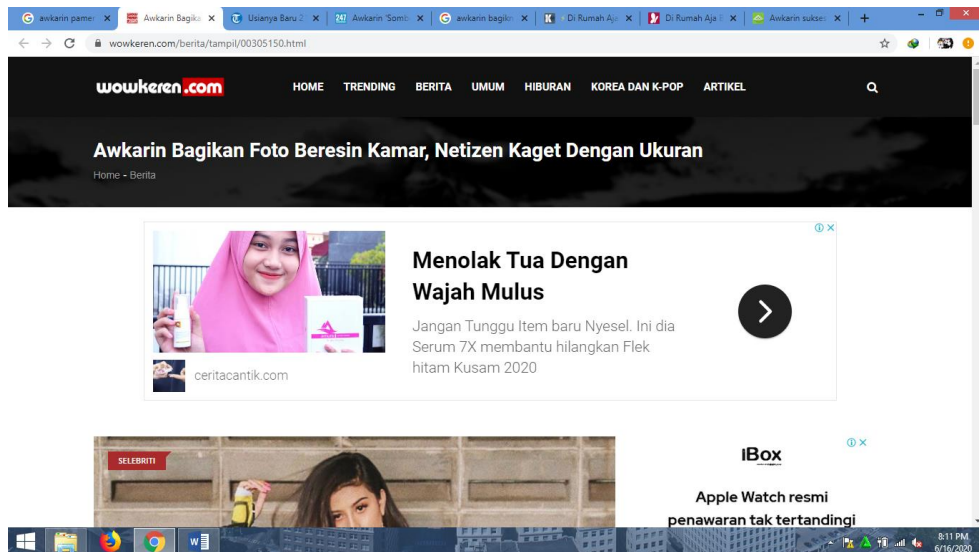 awkarin pamer
Awkarin Bagika
Usianya Baru 2
Awkarin 'Somb
awkarin bagikn
Di Rumah Aja
Di Rumah Aja
Awkarin sukses
wowkeren.com/berita/tampil/00305150.html
wowkeren.com
HOME TRENDING BERITA UMUM HIBURAN KOREA DAN K-POP ARTIKEL
Awkarin Bagikan Foto Beresin Kamar, Netizen Kaget Dengan Ukuran
Home - Berita
Menolak Tua Dengan
Wajah Mulus
Jangan Tunggu Item baru Nyesel. Ini dia
Serum 7X membantu hilangkan Flek
hitam Kusam 2020
ceritacantik.com
SELEBRITI
iBox
Apple Watch resmi
penawaran tak tertandingi
8:11 PM
6/16/2020